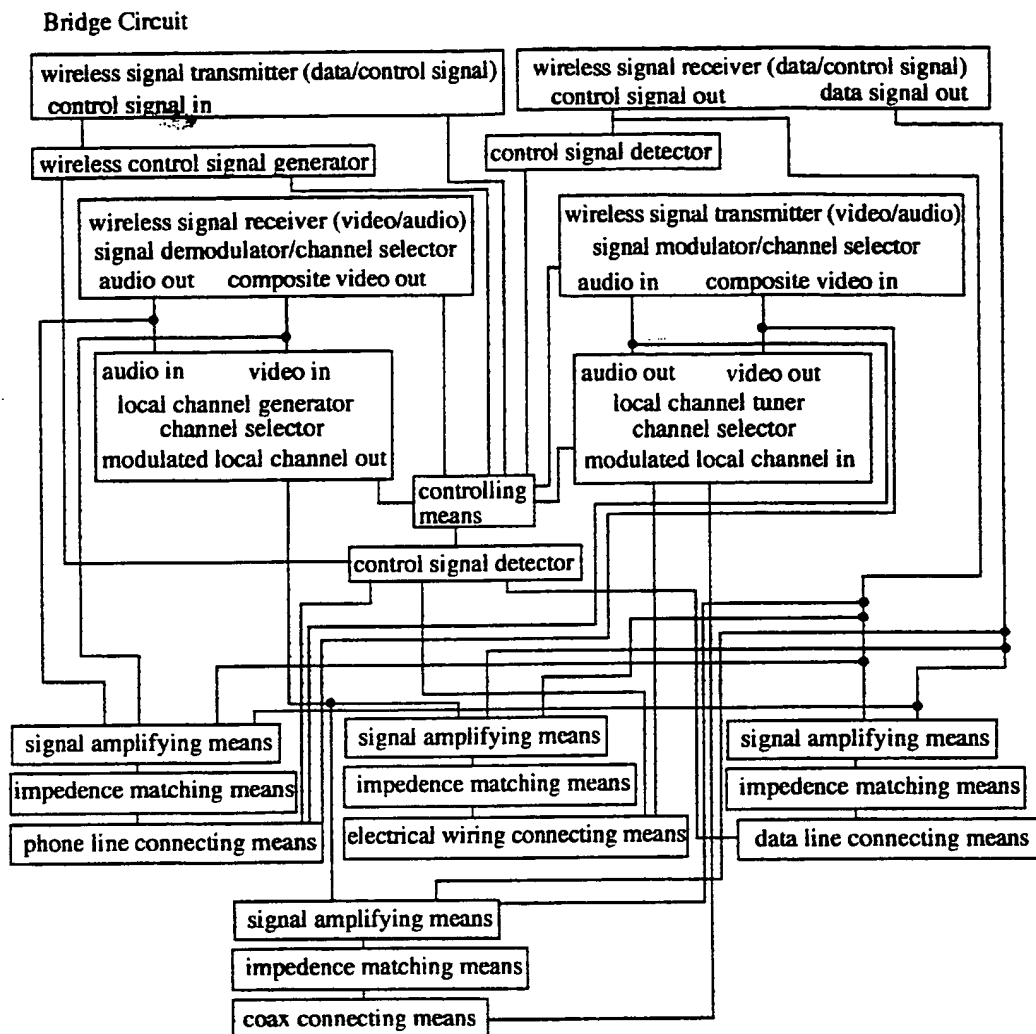 Bridge Circuit
wireless signal transmitter (data/control signal)
control signal in
wireless signal receiver (data/control signal)
control signal out data signal out
wireless control signal generator
control signal detector
wireless signal receiver (video/audio)
signal demodulator/channel selector
audio out composite video out
wireless signal transmitter (video/audio)
signal modulator/channel selector
audio in composite video in
audio in video in
local channel generator
channel selector
modulated local channel out
audio out video out
local channel tuner
channel selector
modulated local channel in
controlling
means
control signal detector
signal amplifying means
impedence matching means
phone line connecting means
signal amplifying means
impedence matching means
electrical wiring connecting means
signal amplifying means
impedence matching means
data line connecting means
signal amplifying means
impedence matching means
coax connecting means